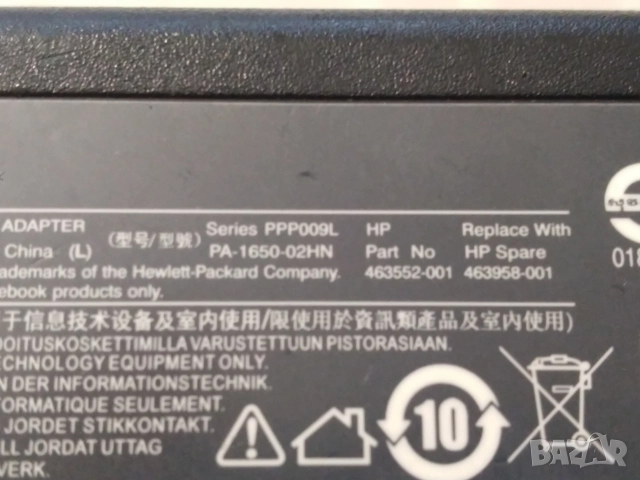 ADAPTER (型号/型號) Series PPP009L HP Replace With
China (L) PA-1650-02HN Part No HP Spare
ademarks of the Hewlett-Packard Company. 463552-001 463958-001
ebook products only.
于信息技术设备及室内使用/限使用於資訊類產品及室内使用)
OITUSKOSKETTIMILLA VARUSTETTUUN PISTORASIAAN.
ECHNOLOGY EQUIPMENT ONLY.
N DER INFORMATIONSTECHNIK.
FORMATIQUE SEULEMENT.
JORDET STIKKONTAKT.
LL JORDAT UTTAG
VERK.
10
018
BAZAR